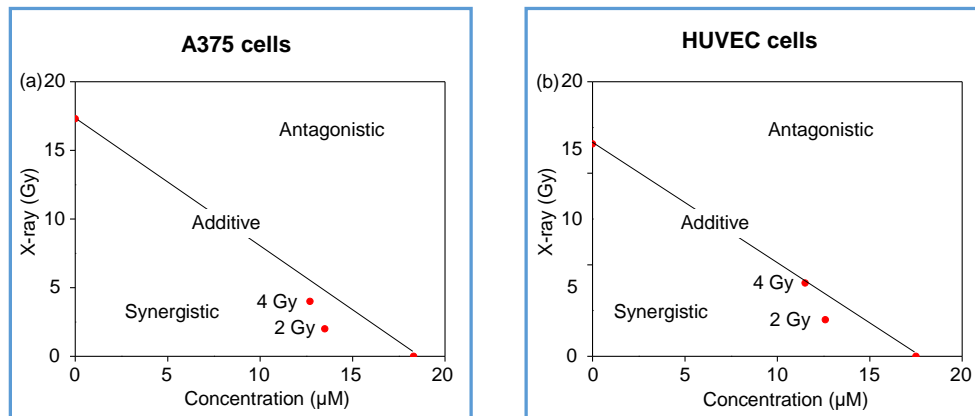 A375 cells
(a)
20
15
10
5
0
X-ray (Gy)
Antagonistic
Additive
4 Gy
Synergistic
2 Gy
0 5 10 15 20
Concentration (μM)
HUVEC cells
(b)
20
15
10
5
0
X-ray (Gy)
Antagonistic
Additive
4 Gy
Synergistic
2 Gy
0 5 10 15 20
Concentration (μM)